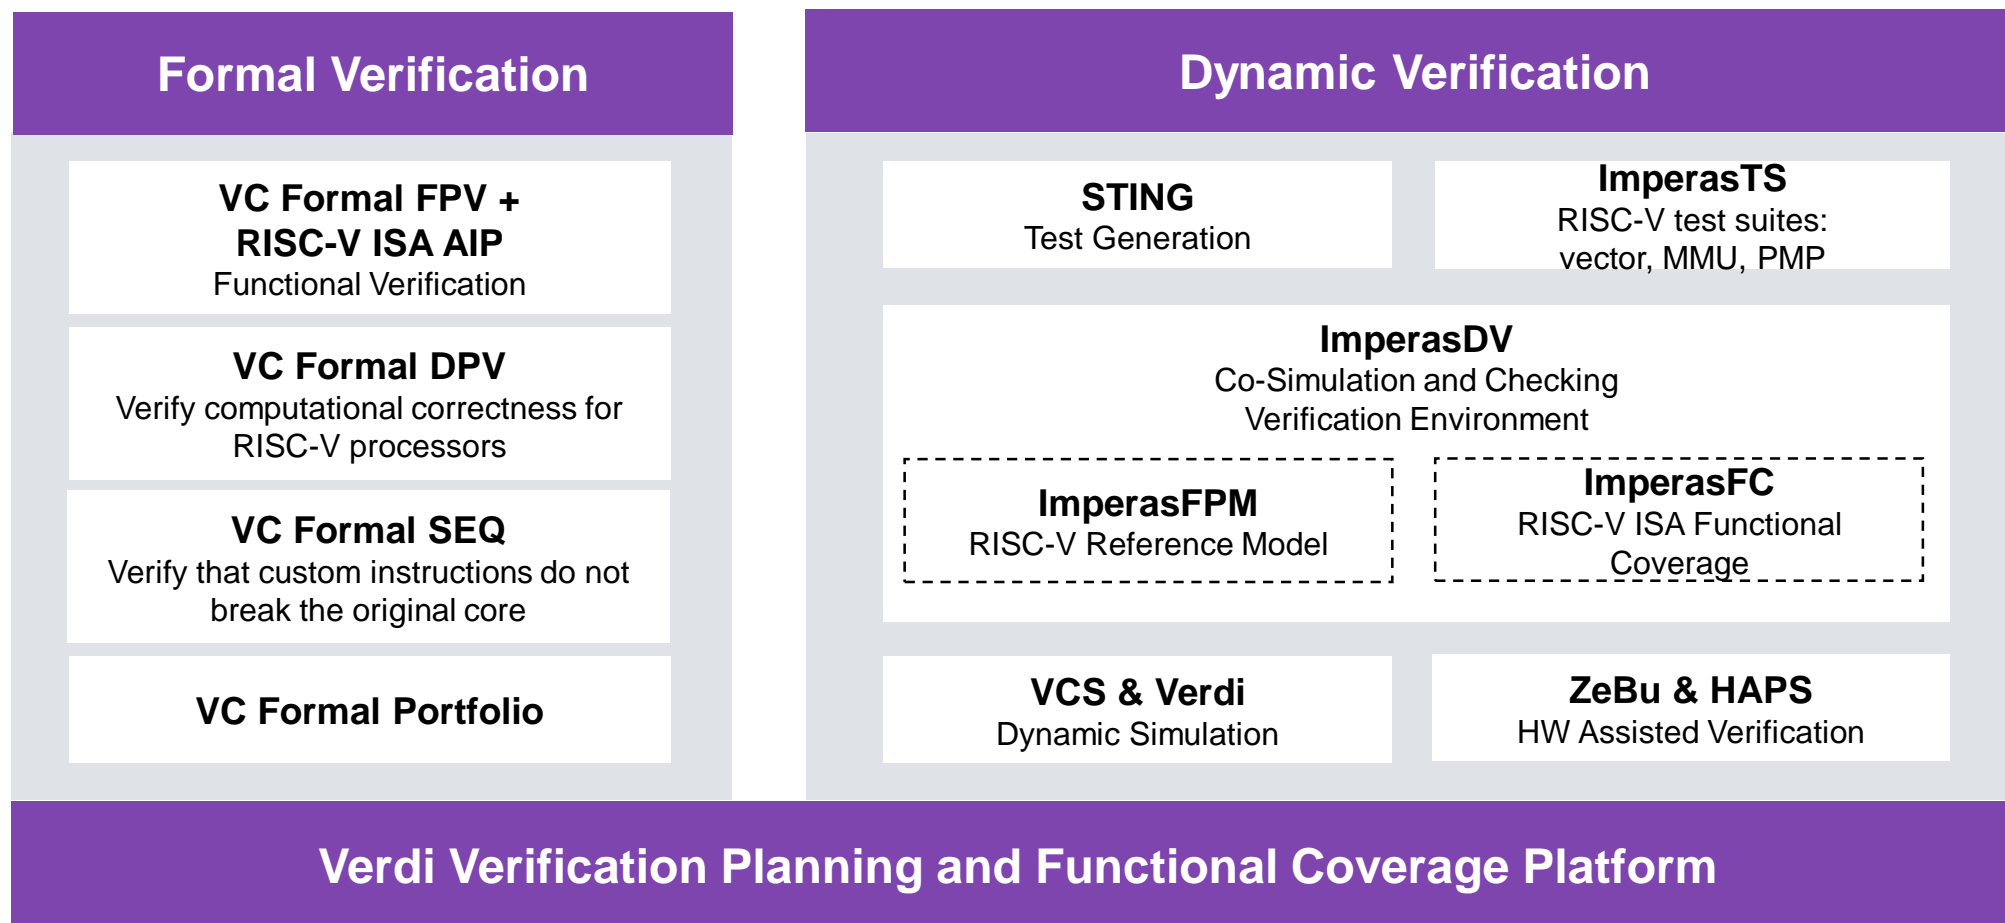 Formal Verification
VC Formal FPV +
RISC-V ISA AIP
Functional Verification
VC Formal DPV
Verify computational correctness for
RISC-V processors
VC Formal SEQ
Verify that custom instructions do not
break the original core
VC Formal Portfolio
Dynamic Verification
STING
Test Generation
ImperasTS
RISC-V test suites:
vector, MMU, PMP
ImperasDV
Co-Simulation and Checking
Verification Environment
ImperasFPM
RISC-V Reference Model
ImperasFC
RISC-V ISA Functional
Coverage
VCS & Verdi
Dynamic Simulation
ZeBu & HAPS
HW Assisted Verification
Verdi Verification Planning and Functional Coverage Platform